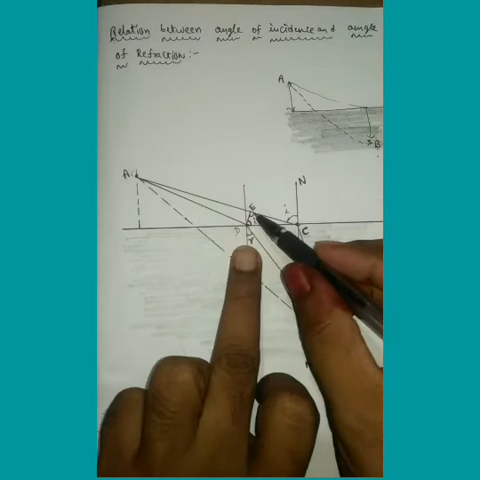 Relation between angle of incidence and angle
of Refraction:-
A
B
A
N
E
i
D
C
r